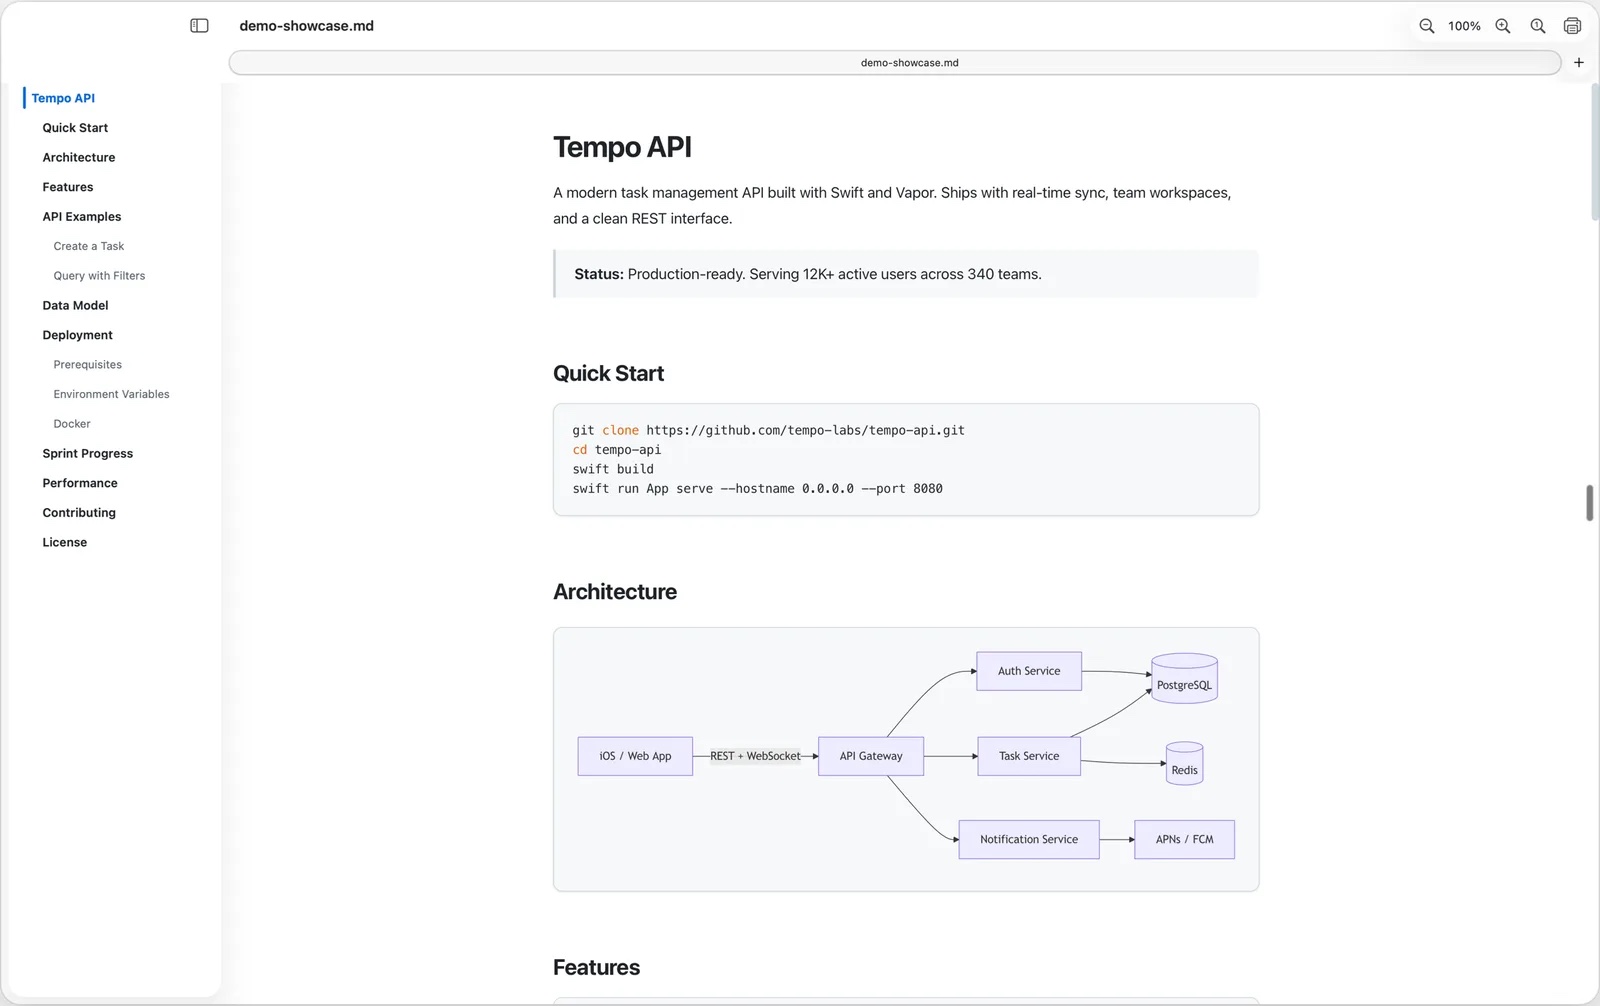 demo-showcase.md
100%
demo-showcase.md
Tempo API
Quick Start
Architecture
Features
API Examples
Create a Task
Query with Filters
Data Model
Deployment
Prerequisites
Environment Variables
Docker
Sprint Progress
Performance
Contributing
License
Tempo API
A modern task management API built with Swift and Vapor. Ships with real-time sync, team workspaces,
and a clean REST interface.
Status: Production-ready. Serving 12K+ active users across 340 teams.
Quick Start
git clone https://github.com/tempo-labs/tempo-api.git
cd tempo-api
swift build
swift run App serve --hostname 0.0.0.0 --port 8080
Architecture
Auth Service
PostgreSQL
iOS / Web App
REST + WebSocket
API Gateway
Task Service
Redis
Notification Service
APNs / FCM
Features